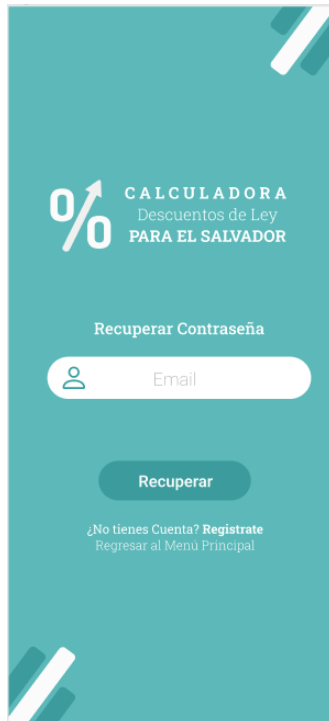 %
CALCULADORA
Descuentos de Ley
PARA EL SALVADOR
Recuperar Contraseña
Email
Recuperar
¿No tienes Cuenta? Registrate
Regresar al Menú Principal